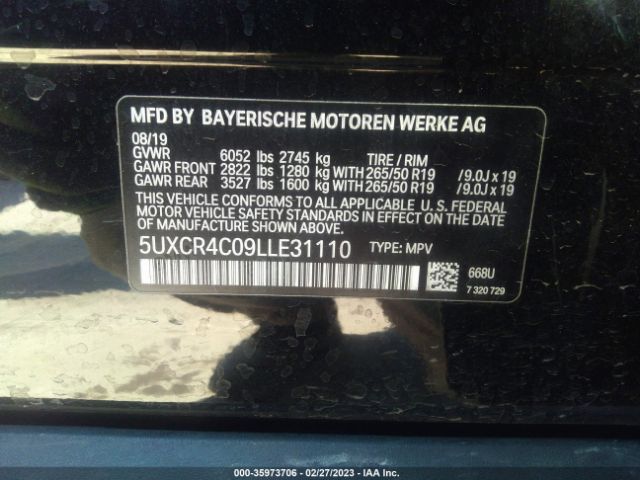 MFD BY BAYERISCHE MOTOREN WERKE AG
08/19
GVWR 6052 lbs 2745 kg TIRE / RIM
GAWR FRONT 2822 lbs 1280 kg WITH 265/50 R19 / 9.0J x 19
GAWR REAR 3527 lbs 1600 kg WITH 265/50 R19 / 9.0J x 19
THIS VEHICLE CONFORMS TO ALL APPLICABLE U.S. FEDERAL
MOTOR VEHICLE SAFETY STANDARDS IN EFFECT ON THE DATE
OF MANUFACTURE SHOWN ABOVE.
5UXCR4C09LLE31110 TYPE: MPV
668U
7 320 729
000-35973706 - 02/27/2023 - IAA Inc.